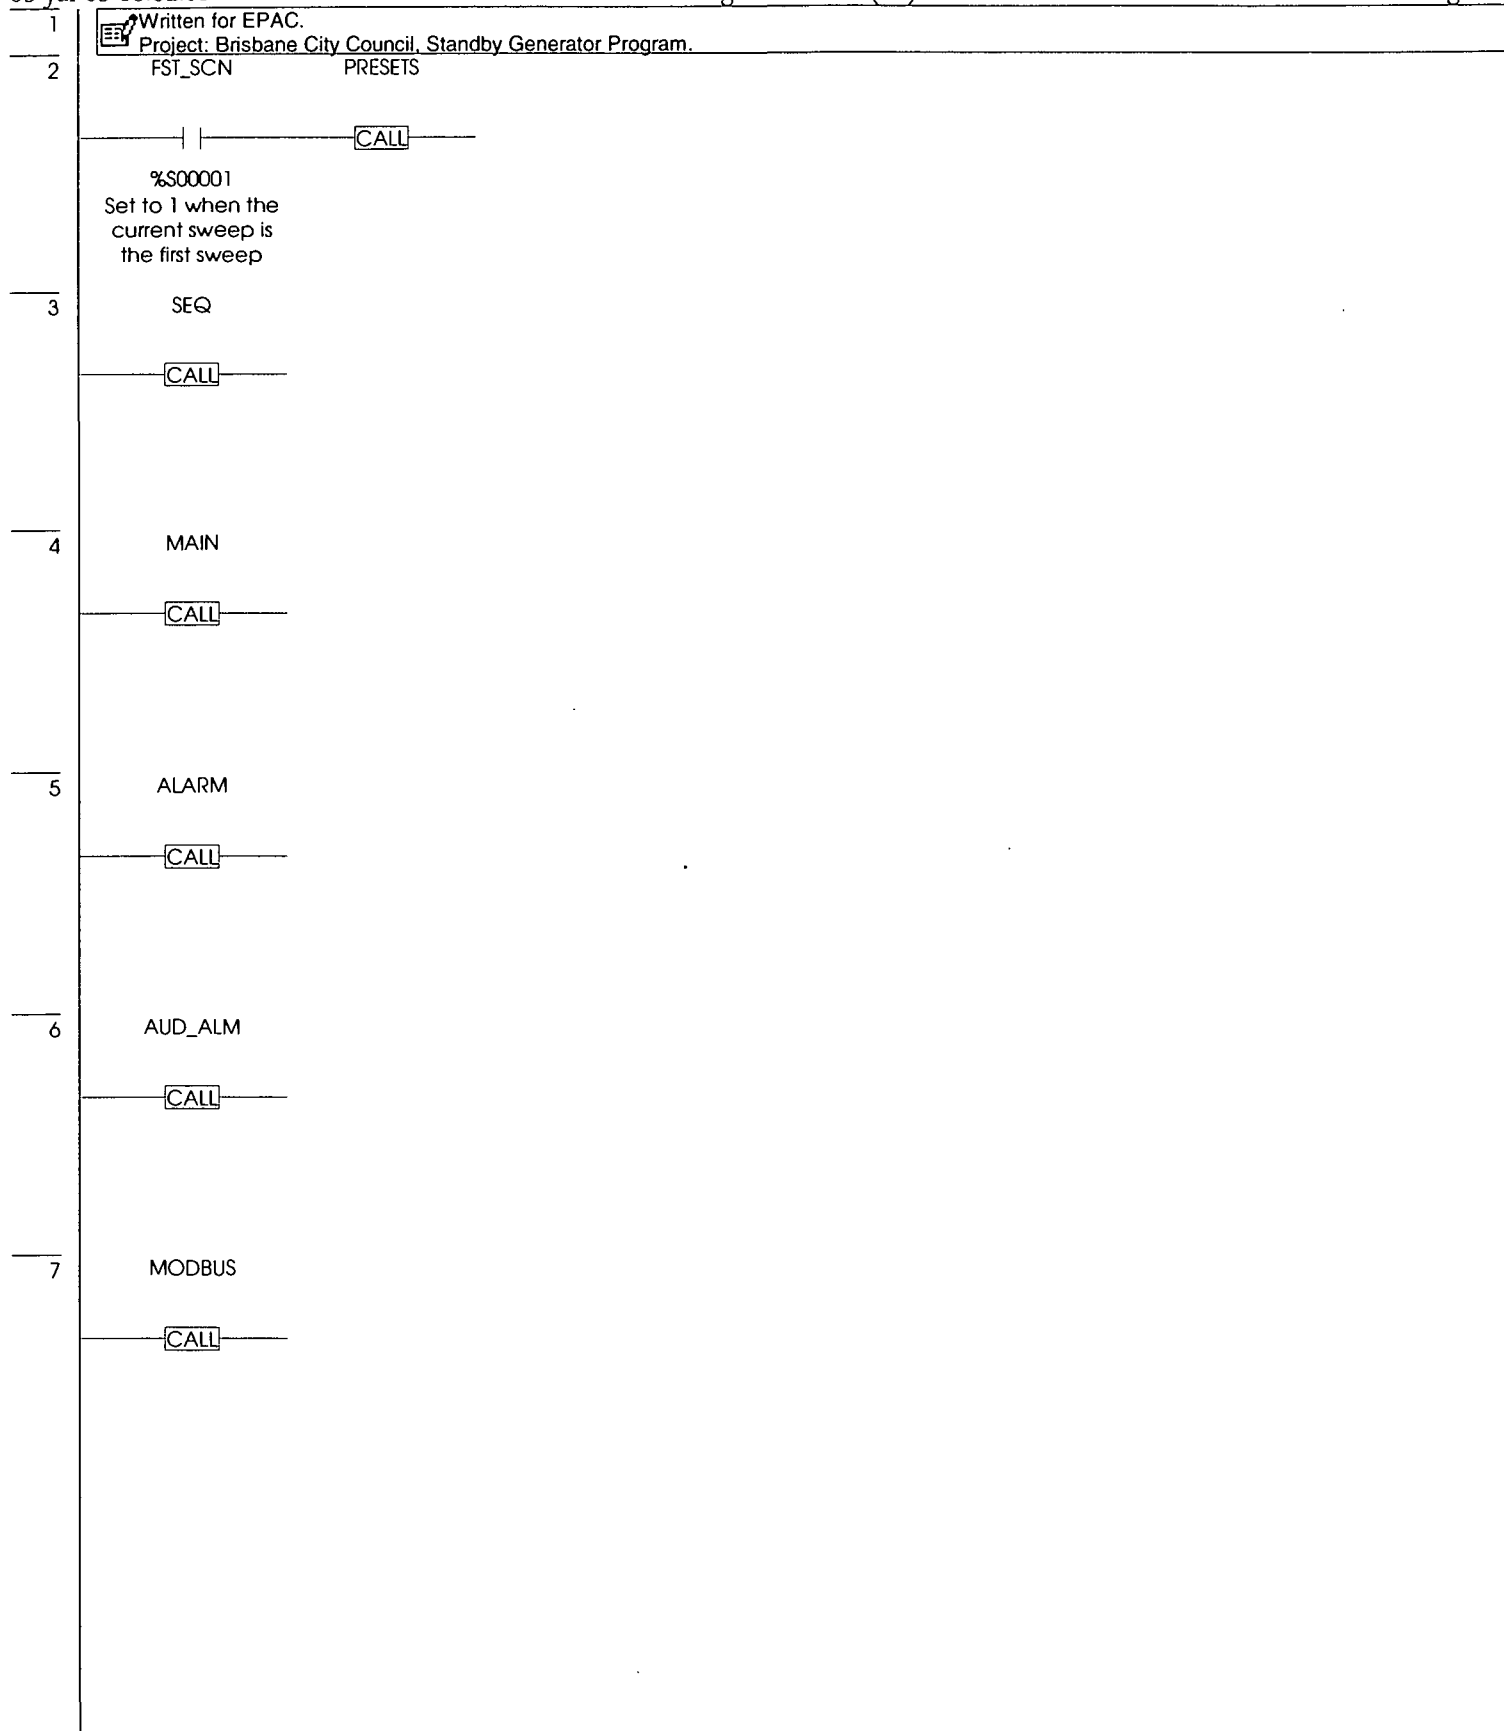 1
Written for EPAC.
Project: Brisbane City Council, Standby Generator Program.
2
FST_SCN PRESETS
CALL
%S00001
Set to 1 when the
current sweep is
the first sweep
3
SEQ
CALL
4
MAIN
CALL
5
ALARM
CALL
6
AUD_ALM
CALL
7
MODBUS
CALL